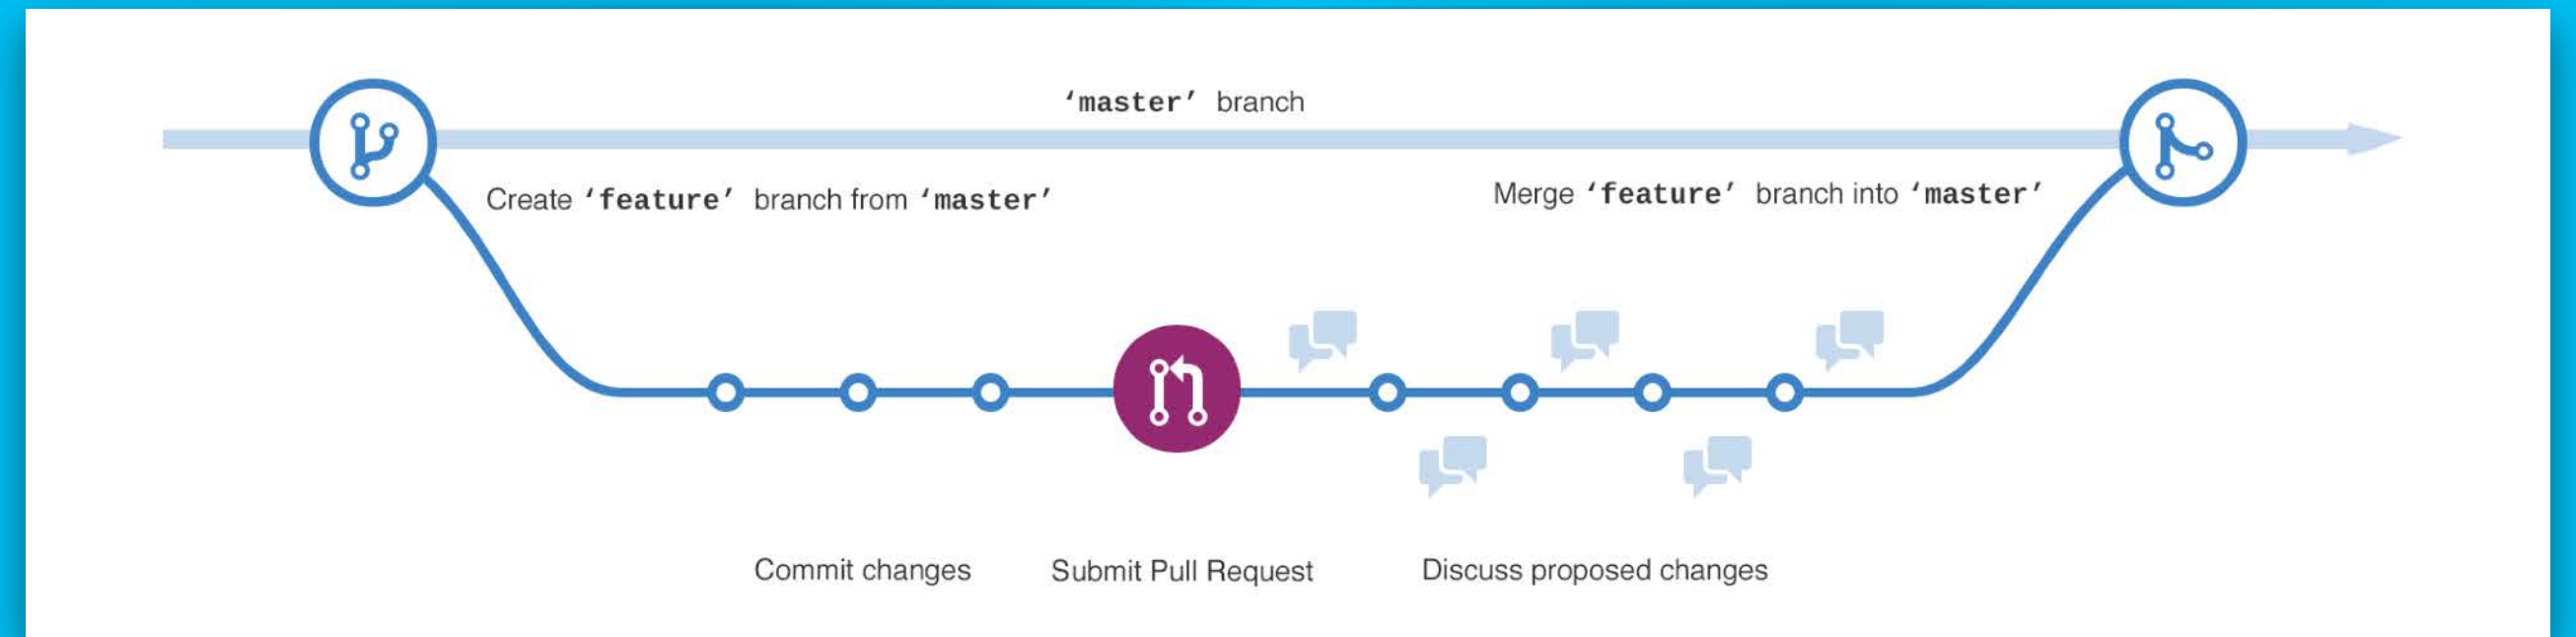 ‘master’ branch
Create ‘feature’ branch from ‘master’
Merge ‘feature’ branch into ‘master’
Commit changes
Submit Pull Request
Discuss proposed changes